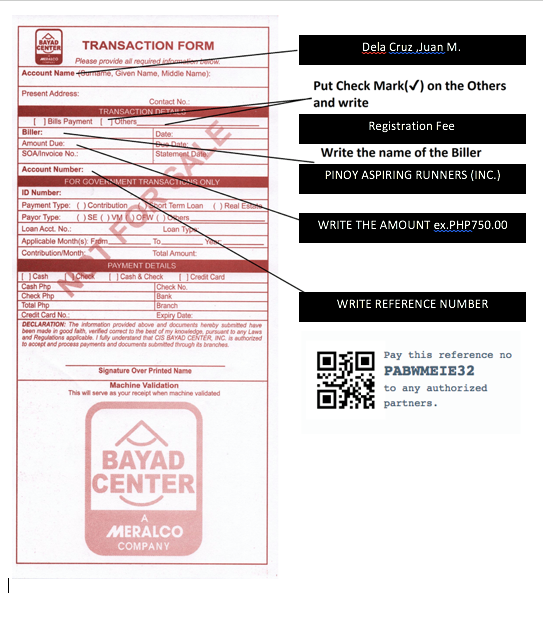 BAYAD
CENTER
A
MERALCO
COMPANY
TRANSACTION FORM
Please provide all required information below.
Account Name (Surname, Given Name, Middle Name):
Present Address:
Contact No.:
TRANSACTION DETAILS
[ ] Bills Payment [ ] Others
Biller: Date:
Amount Due: Due Date:
SOA/Invoice No.: Statement Date:
Account Number:
FOR GOVERNMENT TRANSACTIONS ONLY
ID Number:
Payment Type: ( ) Contribution ( ) Short Term Loan ( ) Real Estate
Payor Type: ( ) SE ( ) VM ( ) OFW ( ) Others
Loan Acct. No.: Loan Type:
Applicable Month(s): From To Year
Contribution/Month: Total Amount:
PAYMENT DETAILS
[ ] Cash [ ] Check [ ] Cash & Check [ ] Credit Card
Cash Php Check No.
Check Php Bank
Total Php Branch
Credit Card No.: Expiry Date:
DECLARATION: The information provided above and documents hereby submitted have
been made in good faith, verified correct to the best of my knowledge, pursuant to any Laws
and Regulations applicable. I fully understand that CIS BAYAD CENTER, INC. is authorized
to accept and process payments and documents submitted through its branches.
Signature Over Printed Name
Machine Validation
This will serve as your receipt when machine validated
BAYAD
CENTER
A
MERALCO
COMPANY
NOT FOR SALE
Dela Cruz ,Juan M.
Put Check Mark(✓) on the Others
and write
Registration Fee
Write the name of the Biller
PINOY ASPIRING RUNNERS (INC.)
WRITE THE AMOUNT ex.PHP750.00
WRITE REFERENCE NUMBER
Pay this reference no
PABWMEIE32
to any authorized
partners.